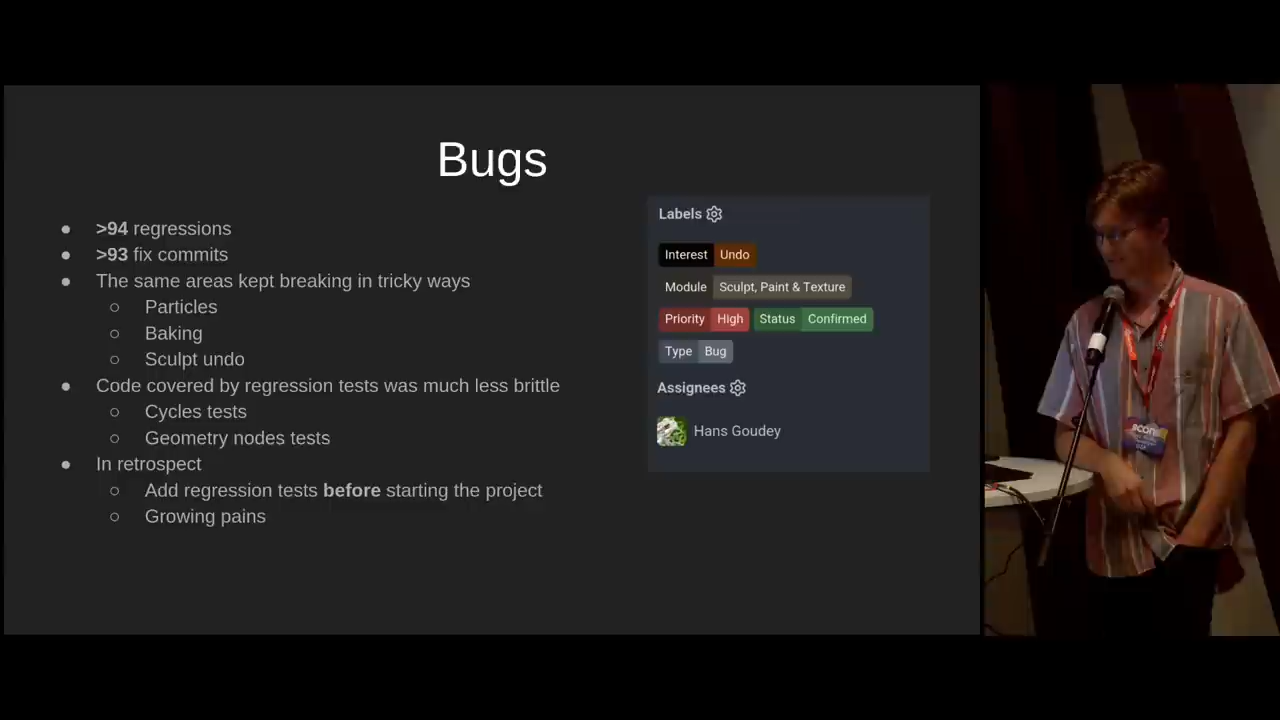 Bugs
● >94 regressions
● >93 fix commits
● The same areas kept breaking in tricky ways
○ Particles
○ Baking
○ Sculpt undo
● Code covered by regression tests was much less brittle
○ Cycles tests
○ Geometry nodes tests
● In retrospect
○ Add regression tests before starting the project
○ Growing pains
Labels
Interest Undo
Module Sculpt, Paint & Texture
Priority High Status Confirmed
Type Bug
Assignees
Hans Goudey
BCON